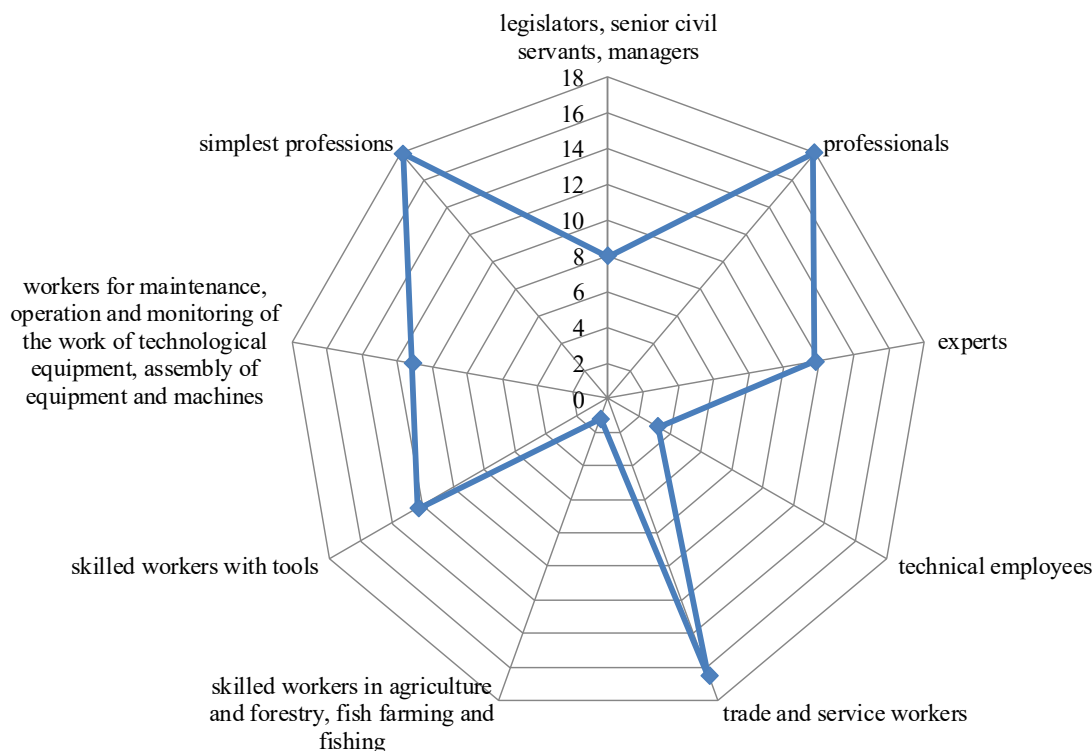 legislators, senior civil
servants, managers
18
16
14
12
10
8
6
4
2
0
professionals
experts
technical employees
trade and service workers
skilled workers in agriculture
and forestry, fish farming and
fishing
skilled workers with tools
workers for maintenance,
operation and monitoring of
the work of technological
equipment, assembly of
equipment and machines
simplest professions